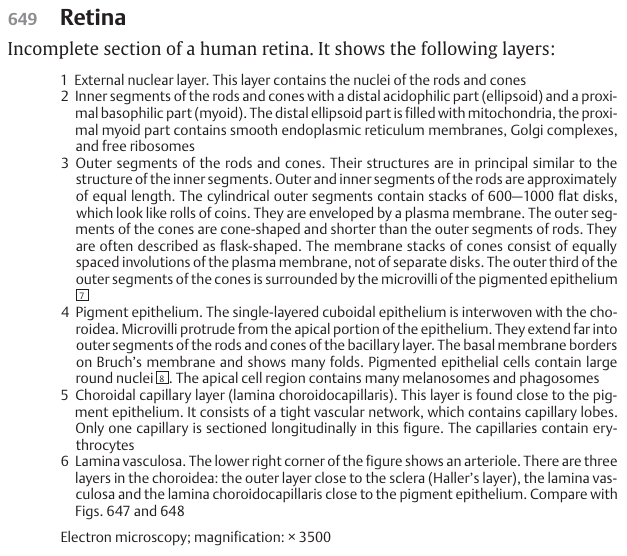 649 Retina
Incomplete section of a human retina. It shows the following layers:
1 External nuclear layer. This layer contains the nuclei of the rods and cones
2 Inner segments of the rods and cones with a distal acidophilic part (ellipsoid) and a proxi-
mal basophilic part (myoid). The distal ellipsoid part is filled with mitochondria, the proxi-
mal myoid part contains smooth endoplasmic reticulum membranes, Golgi complexes,
and free ribosomes
3 Outer segments of the rods and cones. Their structures are in principal similar to the
structure of the inner segments. Outer and inner segments of the rods are approximately
of equal length. The cylindrical outer segments contain stacks of 600—1000 flat disks,
which look like rolls of coins. They are enveloped by a plasma membrane. The outer seg-
ments of the cones are cone-shaped and shorter than the outer segments of rods. They
are often described as flask-shaped. The membrane stacks of cones consist of equally
spaced involutions of the plasma membrane, not of separate disks. The outer third of the
outer segments of the cones is surrounded by the microvilli of the pigmented epithelium
7
4 Pigment epithelium. The single-layered cuboidal epithelium is interwoven with the cho-
roidea. Microvilli protrude from the apical portion of the epithelium. They extend far into
outer segments of the rods and cones of the bacillary layer. The basal membrane borders
on Bruch's membrane and shows many folds. Pigmented epithelial cells contain large
round nuclei 8. The apical cell region contains many melanosomes and phagosomes
5 Choroidal capillary layer (lamina choroidocapillaris). This layer is found close to the pig-
ment epithelium. It consists of a tight vascular network, which contains capillary lobes.
Only one capillary is sectioned longitudinally in this figure. The capillaries contain ery-
throcytes
6 Lamina vasculosa. The lower right corner of the figure shows an arteriole. There are three
layers in the choroidea: the outer layer close to the sclera (Haller's layer), the lamina vas-
culosa and the lamina choroidocapillaris close to the pigment epithelium. Compare with
Figs. 647 and 648
Electron microscopy; magnification: × 3500